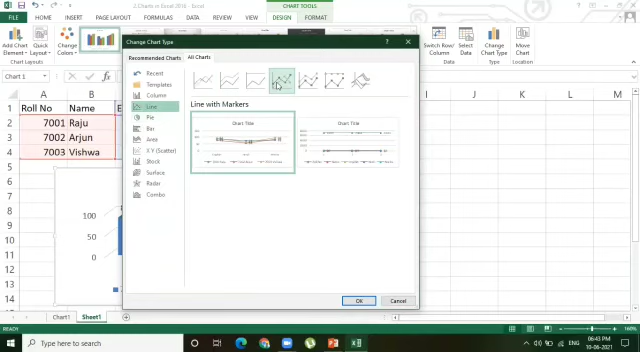 2.Charts in Excel 2016 - Excel
CHART TOOLS
FILE HOME INSERT PAGE LAYOUT FORMULAS DATA REVIEW VIEW DESIGN FORMAT
Add Chart Element
Quick Layout
Change Colors
Switch Row/ Column
Select Data
Change Chart Type
Move Chart
Chart Layouts
Data
Type
Location
Chart 1
Change Chart Type
Recommended Charts
All Charts
Recent
Templates
Column
Line
Pie
Bar
Area
X Y (Scatter)
Stock
Surface
Radar
Combo
Line with Markers
Chart Title
Chart Title
OK
Cancel
A B I J K L M
1 Roll No Name
2 7001 Raju
3 7002 Arjun
4 7003 Vishwa
5
6
7
8
9
10
11
12
13
14
100
50
0
Chart1 Sheet1
READY
160%
Type here to search
ENG
06:43 PM
10-06-2021